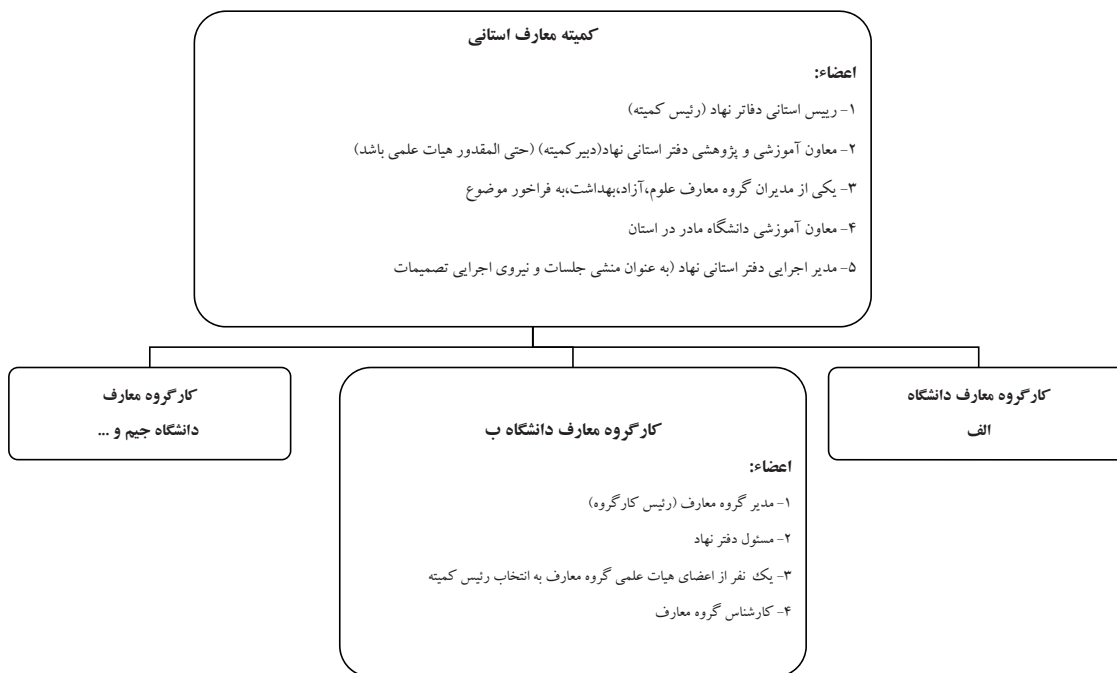 کمیته معارف استانی
اعضاء:
۱- رییس استانی دفاتر نهاد (رئیس کمیته)
۲- معاون آموزشی و پژوهشی دفتر استانی نهاد(دبیرکمیته) (حتی المقدور هیات علمی باشد)
۳- یکی از مدیران گروه معارف علوم،آزاد،بهداشت،به فراخور موضوع
۴- معاون آموزشی دانشگاه مادر در استان
۵- مدیر اجرایی دفتر استانی نهاد (به عنوان منشی جلسات و نیروی اجرایی تصمیمات
کارگروه معارف دانشگاه
الف
کارگروه معارف دانشگاه ب
اعضاء:
۱- مدیر گروه معارف (رئیس کارگروه)
۲- مسئول دفتر نهاد
۳- یک نفر از اعضای هیات علمی گروه معارف به انتخاب رئیس کمیته
۴- کارشناس گروه معارف
کارگروه معارف
دانشگاه جیم و ...